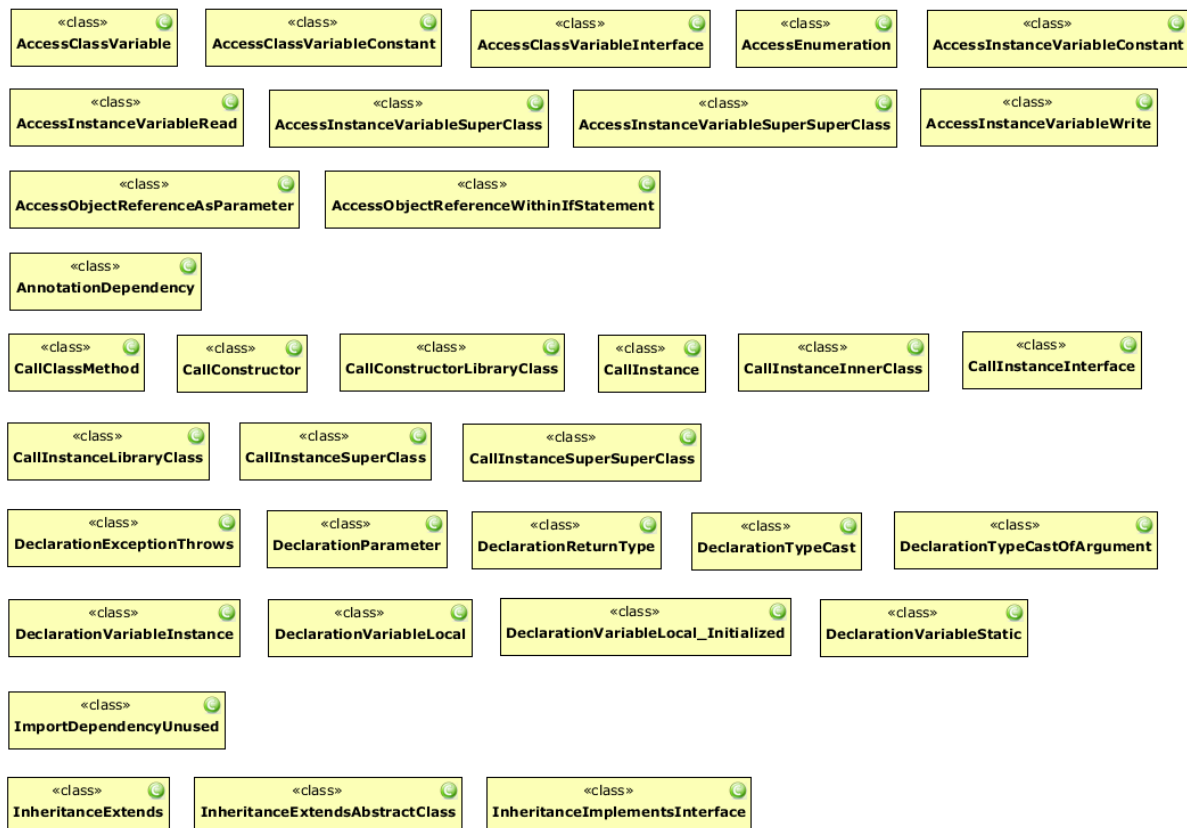 «class» «class» «class» «class» «class»
AccessClassVariable AccessClassVariableConstant AccessClassVariableInterface AccessEnumeration AccessInstanceVariableConstant
«class» «class» «class» «class»
AccessInstanceVariableRead AccessInstanceVariableSuperClass AccessInstanceVariableSuperSuperClass AccessInstanceVariableWrite
«class» «class»
AccessObjectReferenceAsParameter AccessObjectReferenceWithinIfStatement
«class»
AnnotationDependency
«class» «class» «class» «class» «class» «class»
CallClassMethod CallConstructor CallConstructorLibraryClass CallInstance CallInstanceInnerClass CallInstanceInterface
«class» «class» «class»
CallInstanceLibraryClass CallInstanceSuperClass CallInstanceSuperSuperClass
«class» «class» «class» «class» «class»
DeclarationExceptionThrows DeclarationParameter DeclarationReturnType DeclarationTypeCast DeclarationTypeCastOfArgument
«class» «class» «class» «class»
DeclarationVariableInstance DeclarationVariableLocal DeclarationVariableLocal_Initialized DeclarationVariableStatic
«class»
ImportDependencyUnused
«class» «class» «class»
InheritanceExtends InheritanceExtendsAbstractClass InheritanceImplementsInterface